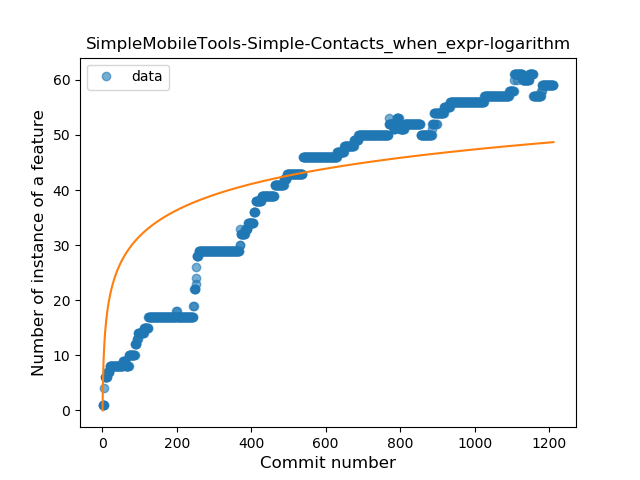 SimpleMobileTools-Simple-Contacts_when_expr-logarithm
data
Number of instance of a feature
60
50
40
30
20
10
0
0 200 400 600 800 1000 1200
Commit number